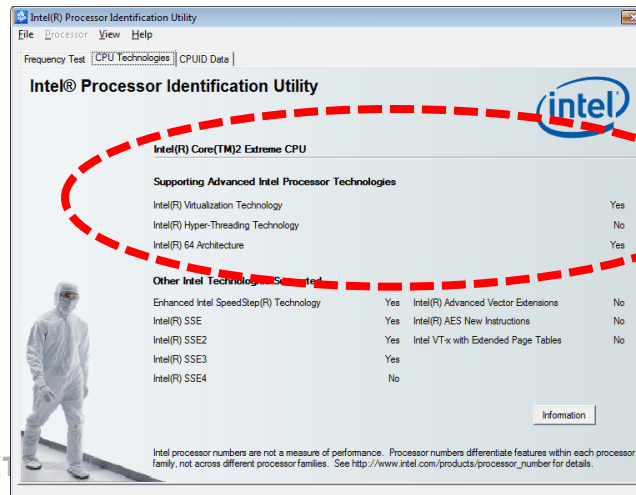 Intel(R) Processor Identification Utility
File Processor View Help
Frequency Test CPU Technologies CPUID Data
Intel® Processor Identification Utility
intel
Intel(R) Core(TM)2 Extreme CPU
Supporting Advanced Intel Processor Technologies
Intel(R) Virtualization Technology Yes
Intel(R) Hyper-Threading Technology No
Intel(R) 64 Architecture Yes
Other Intel Technologies Supported
Enhanced Intel SpeedStep(R) Technology Yes Intel(R) Advanced Vector Extensions No
Intel(R) SSE Yes Intel(R) AES New Instructions No
Intel(R) SSE2 Yes Intel VT-x with Extended Page Tables No
Intel(R) SSE3 Yes
Intel(R) SSE4 No
Information
Intel processor numbers are not a measure of performance. Processor numbers differentiate features within each processor
family, not across different processor families. See http://www.intel.com/products/processor_number for details.